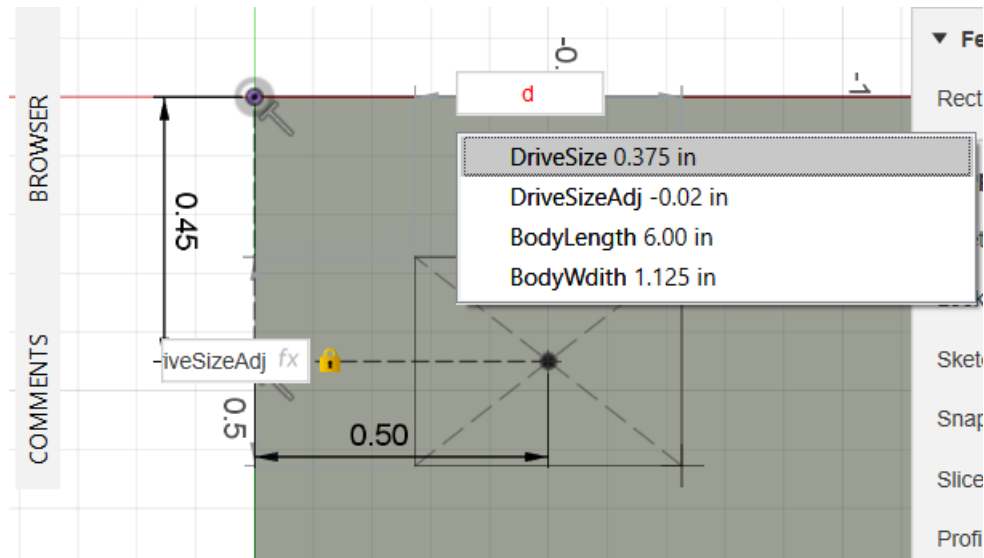 -0.
-1
Fe
Rect
d
BROWSER
DriveSize 0.375 in
DriveSizeAdj -0.02 in
BodyLength 6.00 in
BodyWdith 1.125 in
0.45
COMMENTS
iveSizeAdj fx
Sket
0.5
0.50
Snap
Slice
Profi